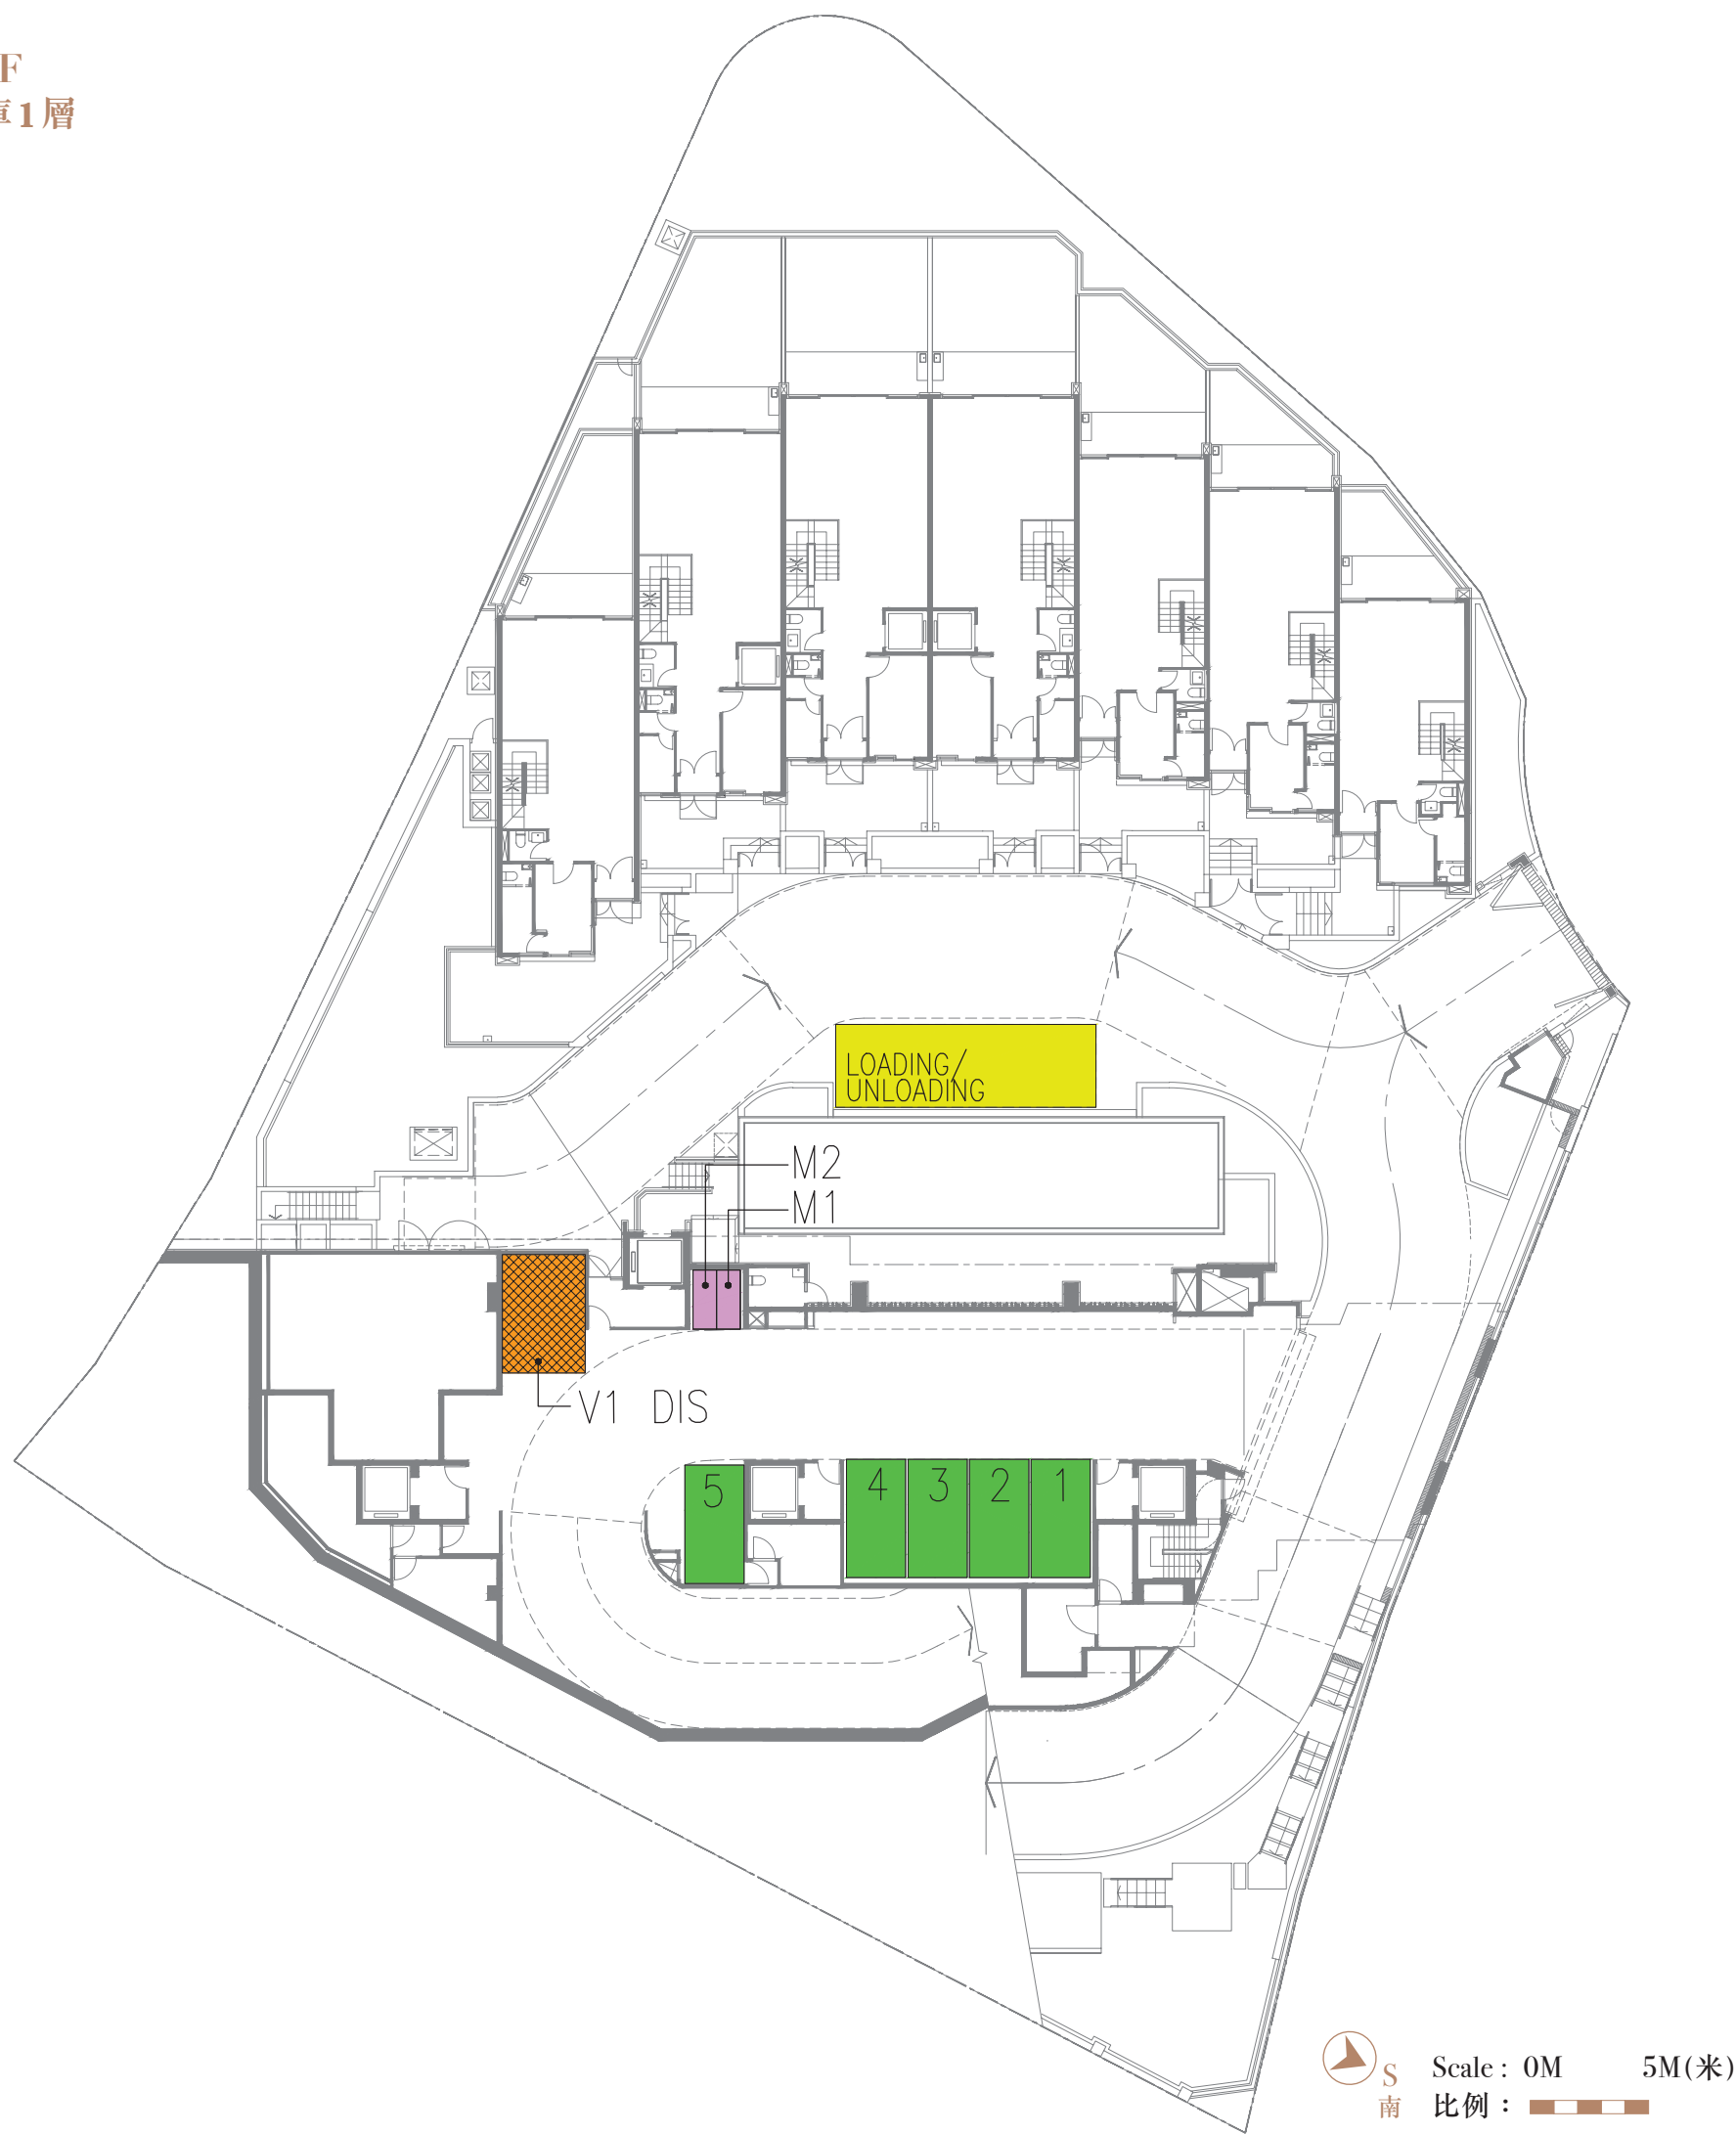 F
1層
LOADING/
UNLOADING
M2
M1
V1 DIS
5 4 3 2 1
S
南
Scale : 0M 5M(米)
比例 :